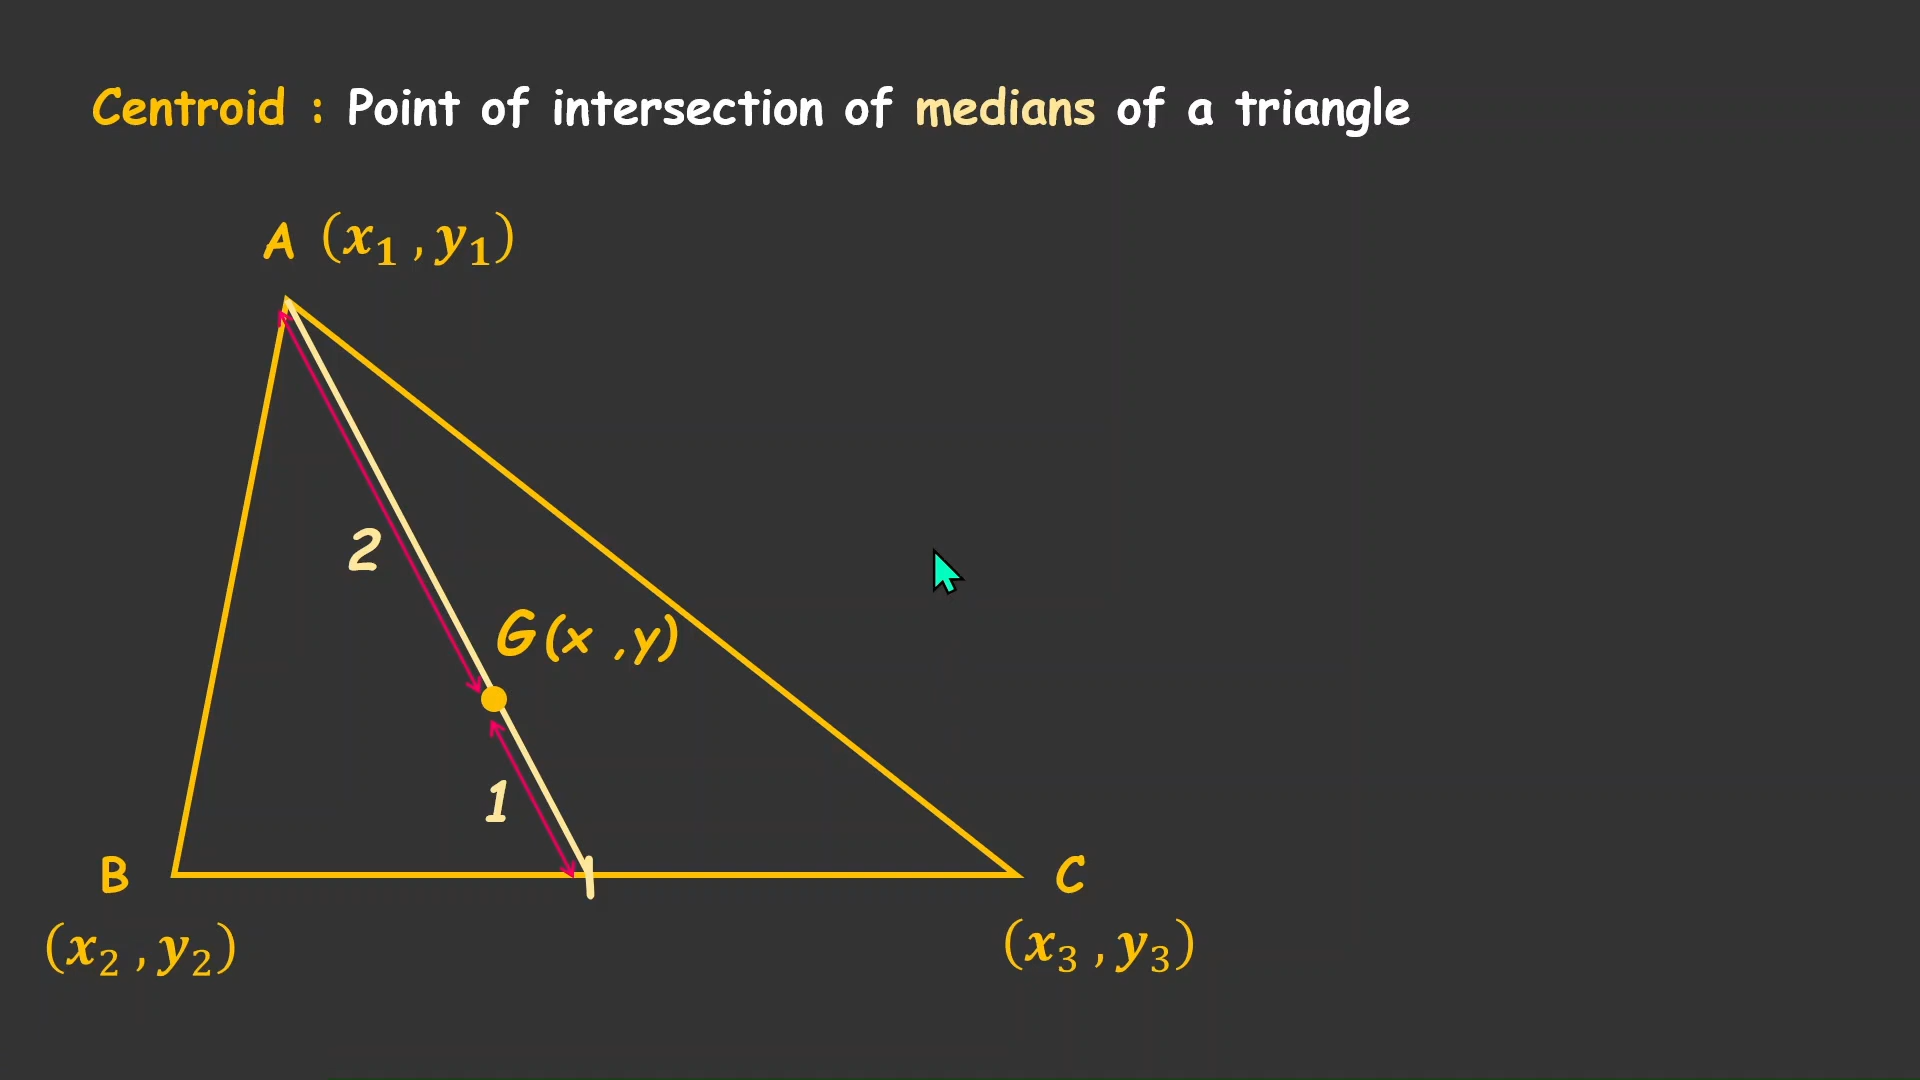 Centroid : Point of intersection of medians of a triangle
A (x₁ , y₁)
2
G(x ,y)
1
B
C
(x₂ , y₂)
(x₃ , y₃)